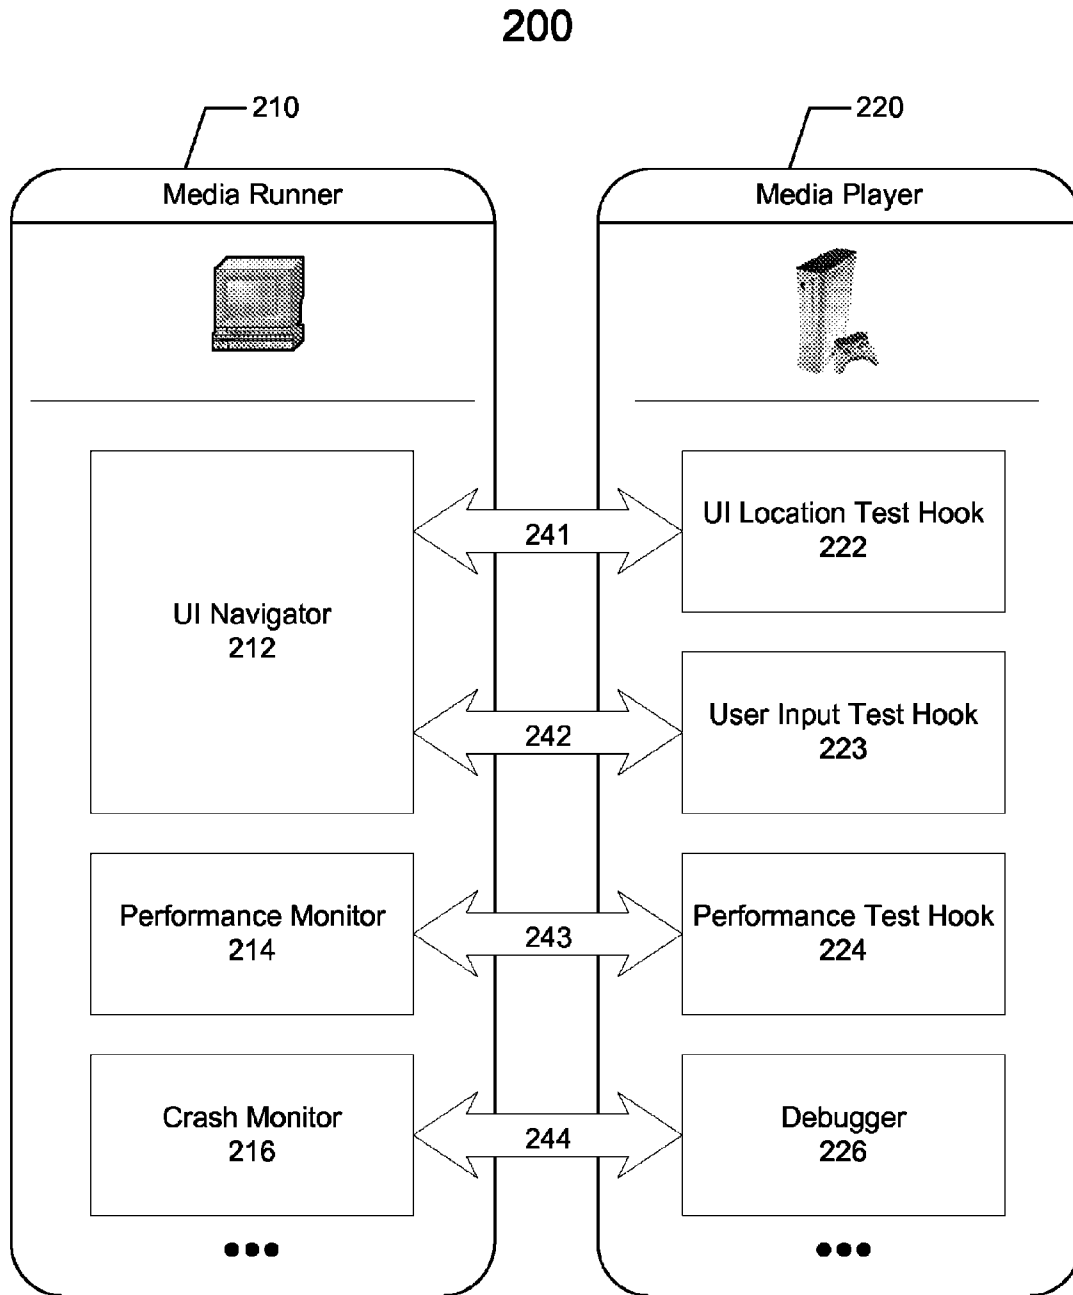 200
210
220
Media Runner
Media Player
UI Navigator
212
241
UI Location Test Hook
222
242
User Input Test Hook
223
Performance Monitor
214
243
Performance Test Hook
224
Crash Monitor
216
244
Debugger
226